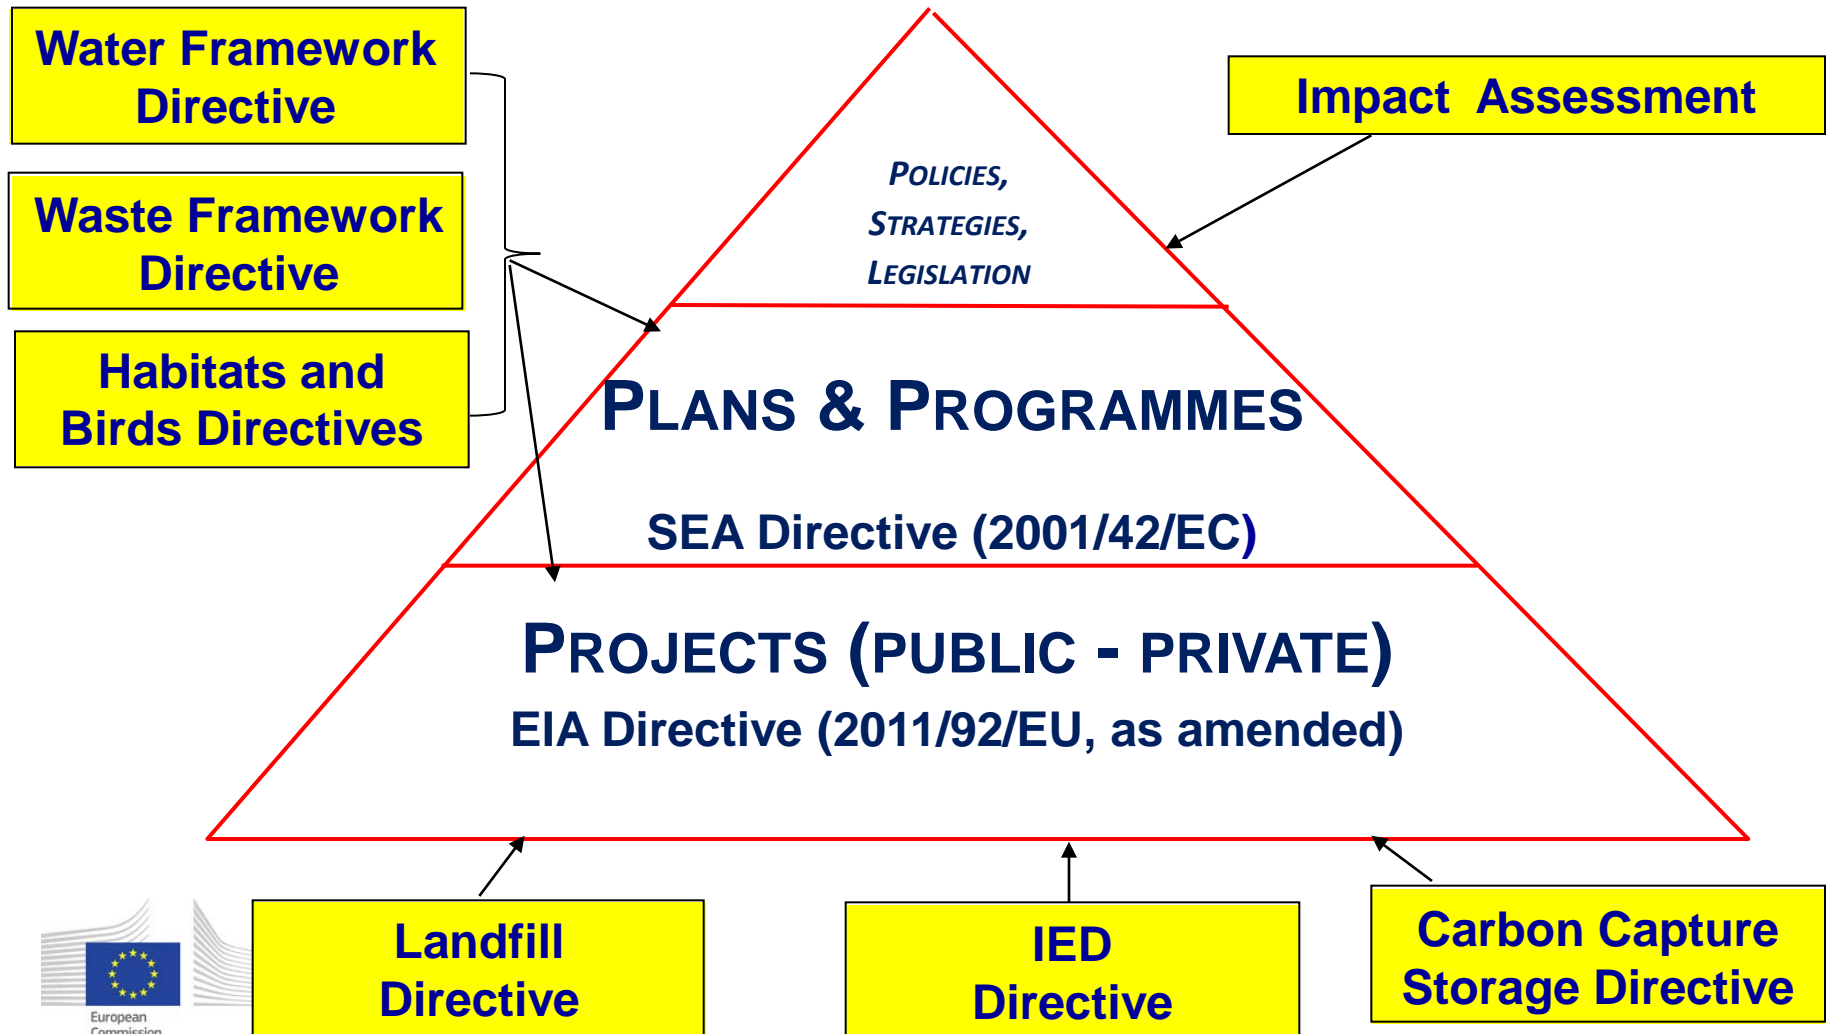 Water Framework
Directive
Impact Assessment
Waste Framework
Directive
Habitats and
Birds Directives
POLICIES,
STRATEGIES,
LEGISLATION
PLANS & PROGRAMMES
SEA Directive (2001/42/EC)
PROJECTS (PUBLIC - PRIVATE)
EIA Directive (2011/92/EU, as amended)
Landfill
Directive
IED
Directive
Carbon Capture
Storage Directive
European
Commission